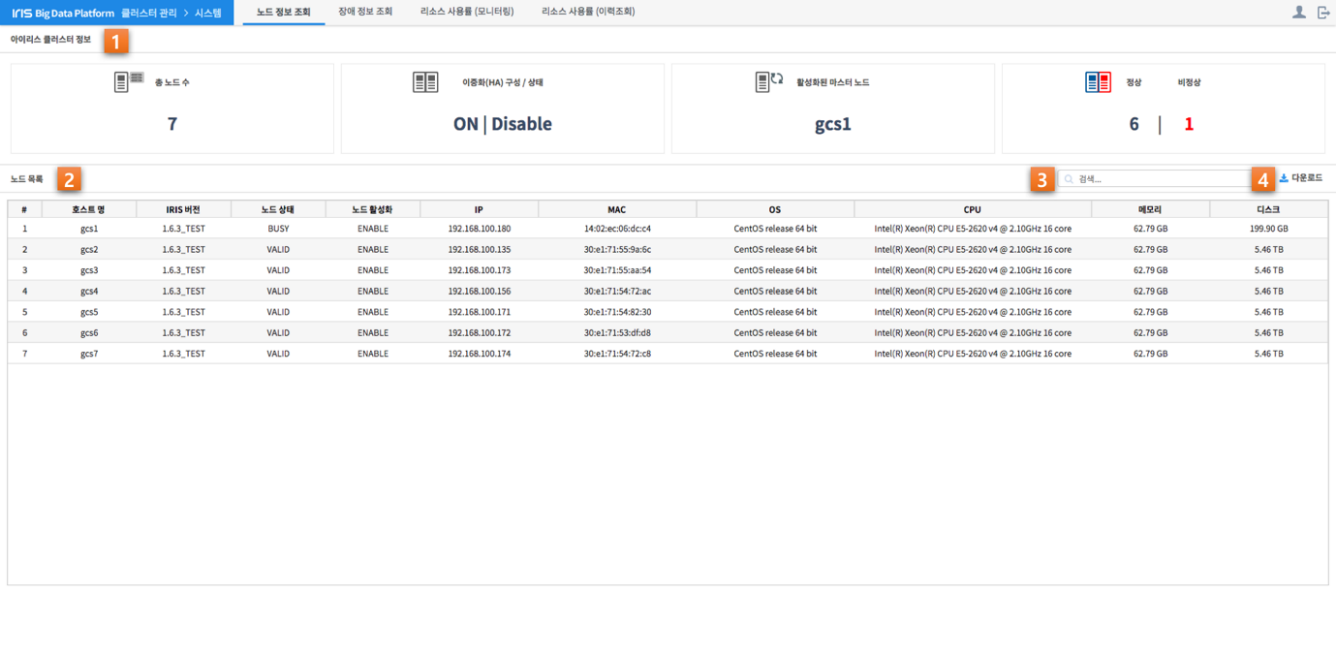 IRIS Big Data Platform 클러스터 관리 > 시스템 노드 정보 조회 장애 정보 조회 리소스 사용률 (모니터링) 리소스 사용률 (이력조회)
아이리스 클러스터 정보 1
총 노드 수 이중화(HA) 구성 / 상태 활성화된 마스터 노드 정상 비정상
7 ON | Disable gcs1 6 | 1
노드 목록 2 3 검색... 4 다운로드
# 호스트 명 IRIS 버전 노드 상태 노드 활성화 IP MAC OS CPU 메모리 디스크
1 gcs1 1.6.3_TEST BUSY ENABLE 192.168.100.180 14:02:ec:06:dc:c4 CentOS release 64 bit Intel(R) Xeon(R) CPU E5-2620 v4 @ 2.10GHz 16 core 62.79 GB 199.90 GB
2 gcs2 1.6.3_TEST VALID ENABLE 192.168.100.135 30:e1:71:55:9a:6c CentOS release 64 bit Intel(R) Xeon(R) CPU E5-2620 v4 @ 2.10GHz 16 core 62.79 GB 5.46 TB
3 gcs3 1.6.3_TEST VALID ENABLE 192.168.100.173 30:e1:71:55:aa:54 CentOS release 64 bit Intel(R) Xeon(R) CPU E5-2620 v4 @ 2.10GHz 16 core 62.79 GB 5.46 TB
4 gcs4 1.6.3_TEST VALID ENABLE 192.168.100.156 30:e1:71:54:72:ac CentOS release 64 bit Intel(R) Xeon(R) CPU E5-2620 v4 @ 2.10GHz 16 core 62.79 GB 5.46 TB
5 gcs5 1.6.3_TEST VALID ENABLE 192.168.100.171 30:e1:71:54:82:30 CentOS release 64 bit Intel(R) Xeon(R) CPU E5-2620 v4 @ 2.10GHz 16 core 62.79 GB 5.46 TB
6 gcs6 1.6.3_TEST VALID ENABLE 192.168.100.172 30:e1:71:53:df:d8 CentOS release 64 bit Intel(R) Xeon(R) CPU E5-2620 v4 @ 2.10GHz 16 core 62.79 GB 5.46 TB
7 gcs7 1.6.3_TEST VALID ENABLE 192.168.100.174 30:e1:71:54:72:c8 CentOS release 64 bit Intel(R) Xeon(R) CPU E5-2620 v4 @ 2.10GHz 16 core 62.79 GB 5.46 TB